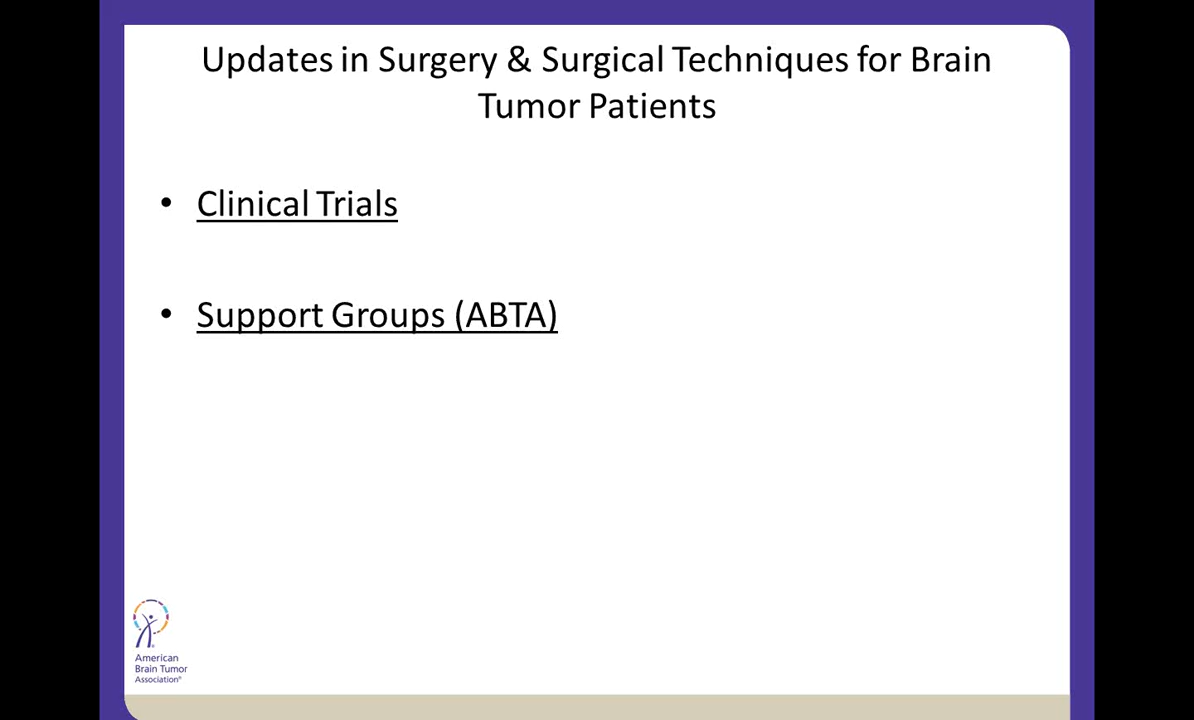 Updates in Surgery & Surgical Techniques for Brain
Tumor Patients
• Clinical Trials
• Support Groups (ABTA)
American
Brain Tumor
Association®